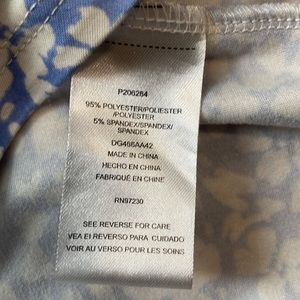 P206284
95% POLYESTER/POLIESTER
/POLYESTER
5% SPANDEX/SPANDEX/
SPANDEX
DG466AA42
MADE IN CHINA
HECHO EN CHINA
FABRIQUÉ EN CHINE
RN97230
SEE REVERSE FOR CARE
VEA EL REVERSO PARA CUIDADO
VOIR AU VERSO POUR LES SOINS